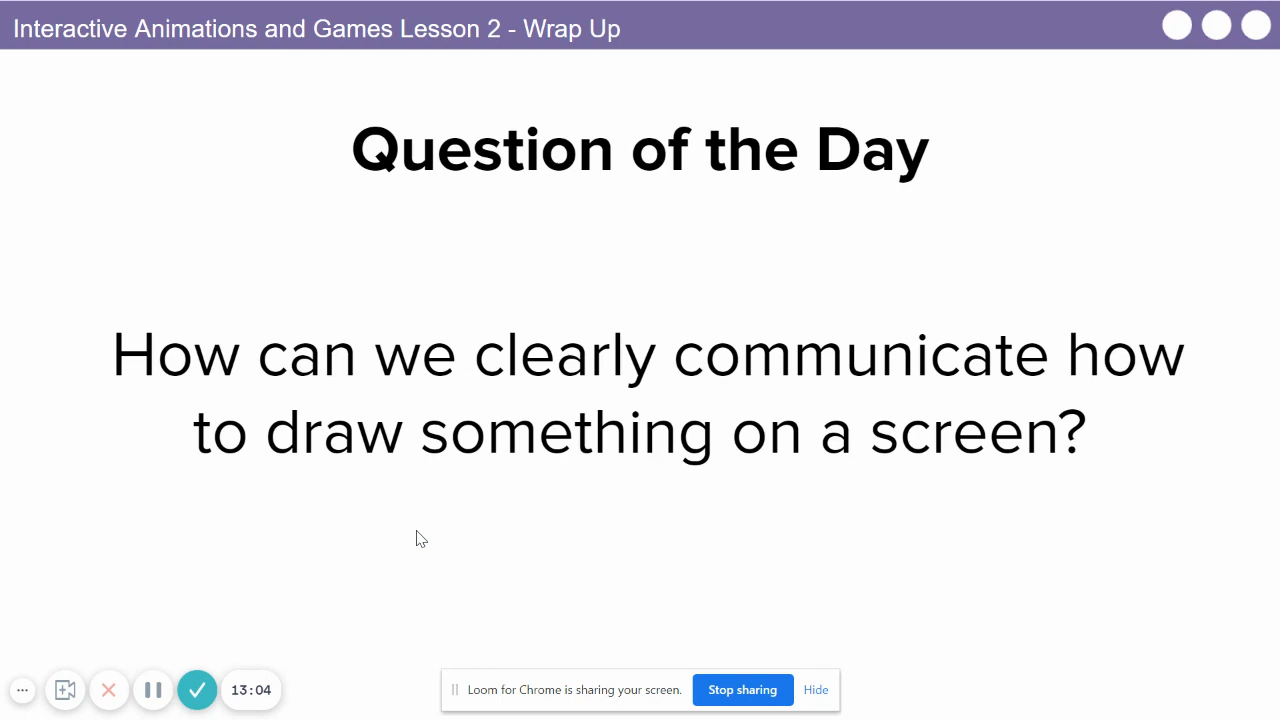 Interactive Animations and Games Lesson 2 - Wrap Up
Question of the Day
How can we clearly communicate how
to draw something on a screen?
13:04
Loom for Chrome is sharing your screen.
Stop sharing
Hide